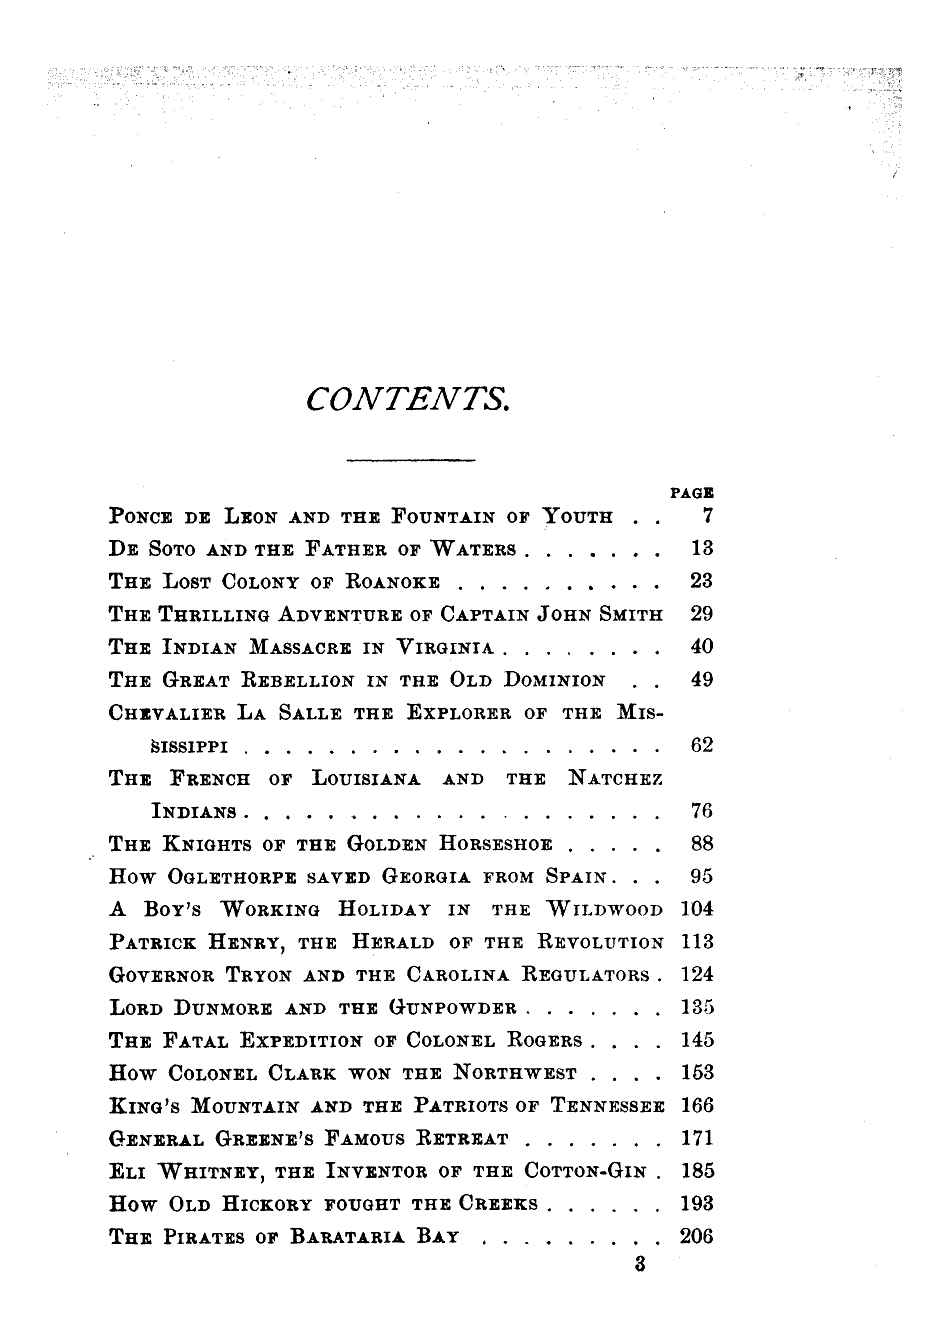 CONTENTS.
PAGE
Ponce de Leon and the Fountain of Youth . . 7
De Soto and the Father of Waters . . . . . . . 13
The Lost Colony of Roanoke . . . . . . . . . . 23
The Thrilling Adventure of Captain John Smith 29
The Indian Massacre in Virginia . . . . . . . . 40
The Great Rebellion in the Old Dominion . . 49
Chevalier La Salle the Explorer of the Mis-
sissippi . . . . . . . . . . . . . . . . . . 62
The French of Louisiana and the Natchez
Indians . . . . . . . . . . . . . . . . . . 76
The Knights of the Golden Horseshoe . . . . . 88
How Oglethorpe saved Georgia from Spain . . . 95
A Boy's Working Holiday in the Wildwood 104
Patrick Henry, the Herald of the Revolution 113
Governor Tryon and the Carolina Regulators . 124
Lord Dunmore and the Gunpowder . . . . . . . 135
The Fatal Expedition of Colonel Rogers . . . . 145
How Colonel Clark won the Northwest . . . . 153
King's Mountain and the Patriots of Tennessee 166
General Greene's Famous Retreat . . . . . . . 171
Eli Whitney, the Inventor of the Cotton-Gin . 185
How Old Hickory fought the Creeks . . . . . . 193
The Pirates of Barataria Bay . . . . . . . . . 206
3